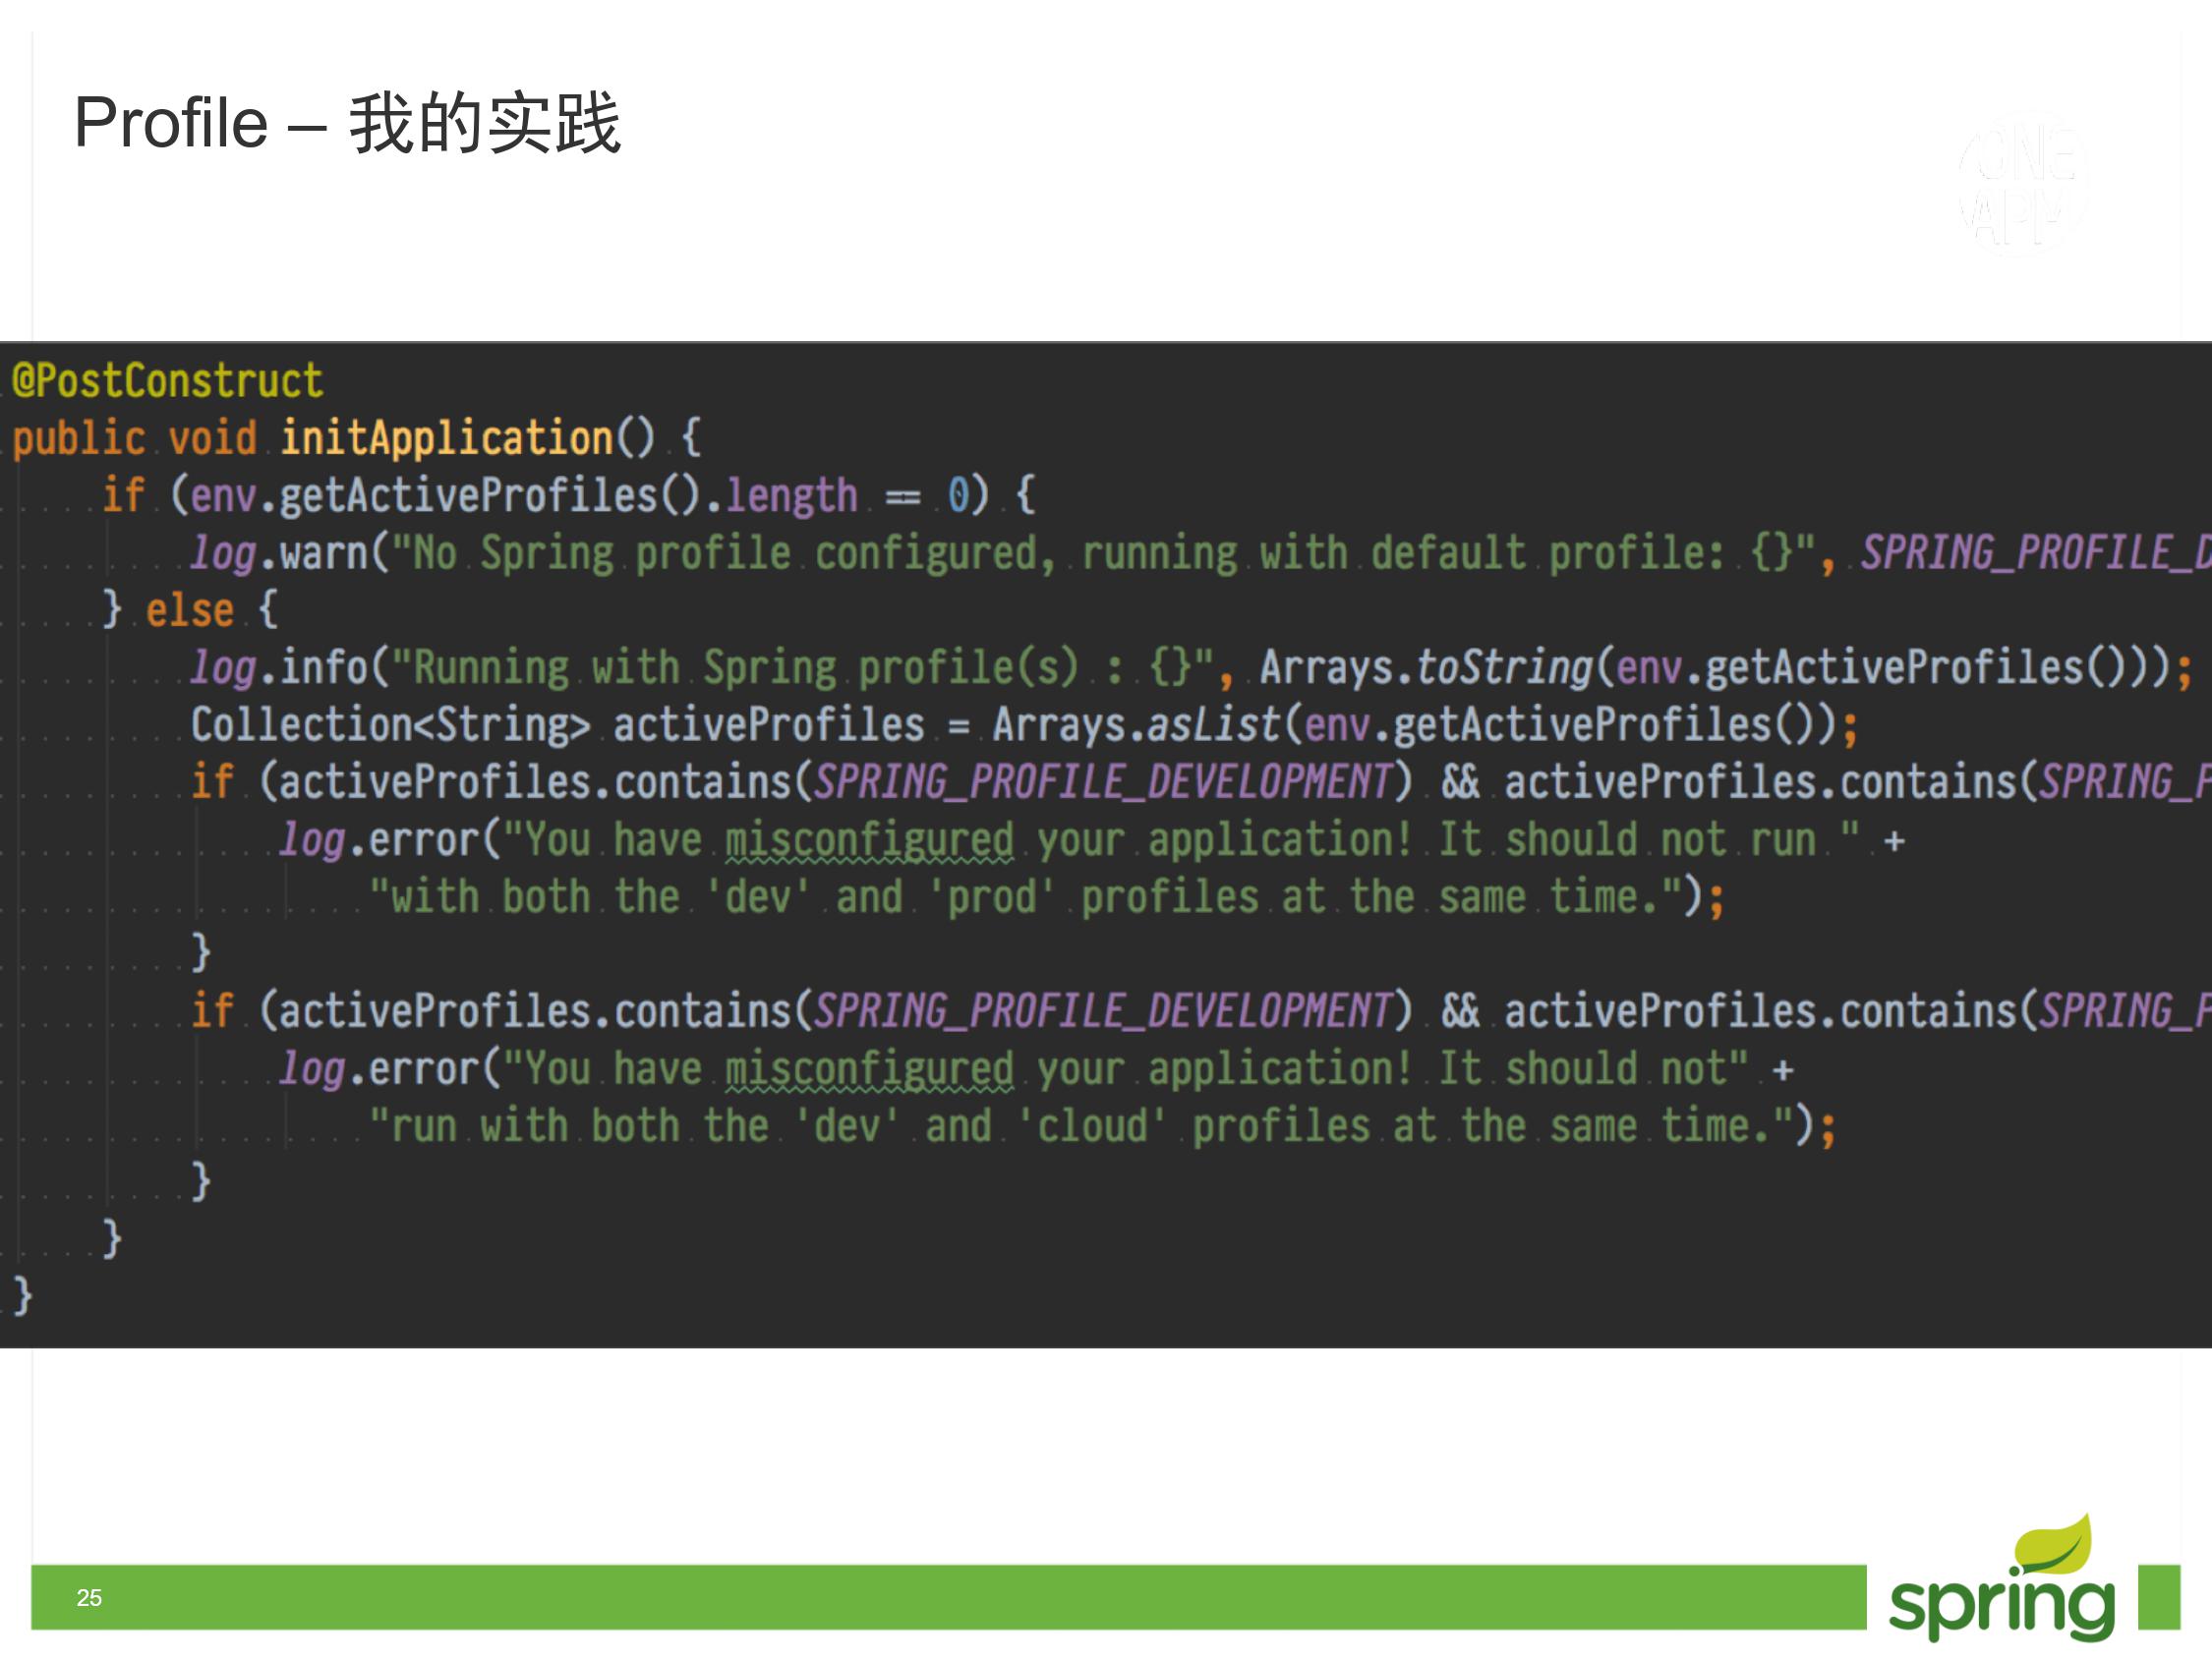 Profile – 我的实践
ONE
APM
@PostConstruct
public void initApplication() {
if (env.getActiveProfiles().length == 0) {
log.warn("No Spring profile configured, running with default profile: {}", SPRING_PROFILE_D
} else {
log.info("Running with Spring profile(s) : {}", Arrays.toString(env.getActiveProfiles()));
Collection<String> activeProfiles = Arrays.asList(env.getActiveProfiles());
if (activeProfiles.contains(SPRING_PROFILE_DEVELOPMENT) && activeProfiles.contains(SPRING_P
log.error("You have misconfigured your application! It should not run " +
"with both the 'dev' and 'prod' profiles at the same time.");
}
if (activeProfiles.contains(SPRING_PROFILE_DEVELOPMENT) && activeProfiles.contains(SPRING_P
log.error("You have misconfigured your application! It should not" +
"run with both the 'dev' and 'cloud' profiles at the same time.");
}
}
}
25
spring